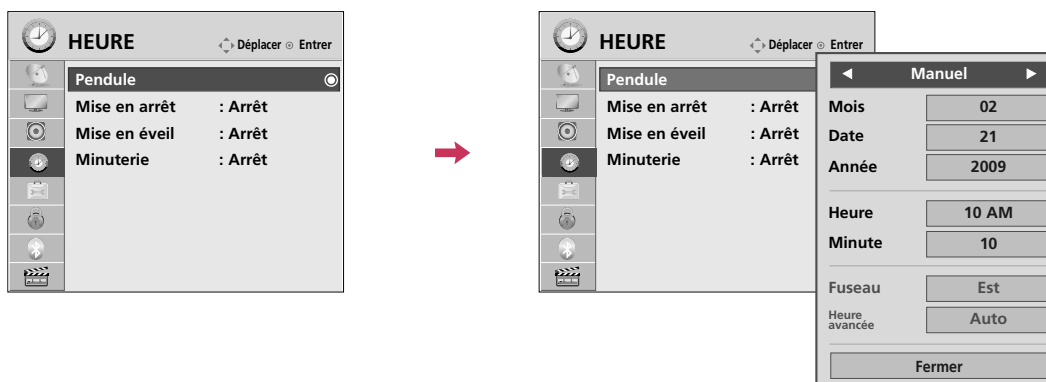 HEURE Déplacer Entrer
Pendule
Mise en arrêt : Arrêt
Mise en éveil : Arrêt
Minuterie : Arrêt
HEURE Déplacer Entrer
Pendule
Mise en arrêt : Arrêt
Mise en éveil : Arrêt
Minuterie : Arrêt
◀ Manuel ▶
Mois 02
Date 21
Année 2009
Heure 10 AM
Minute 10
Fuseau Est
Heure
avancée Auto
Fermer